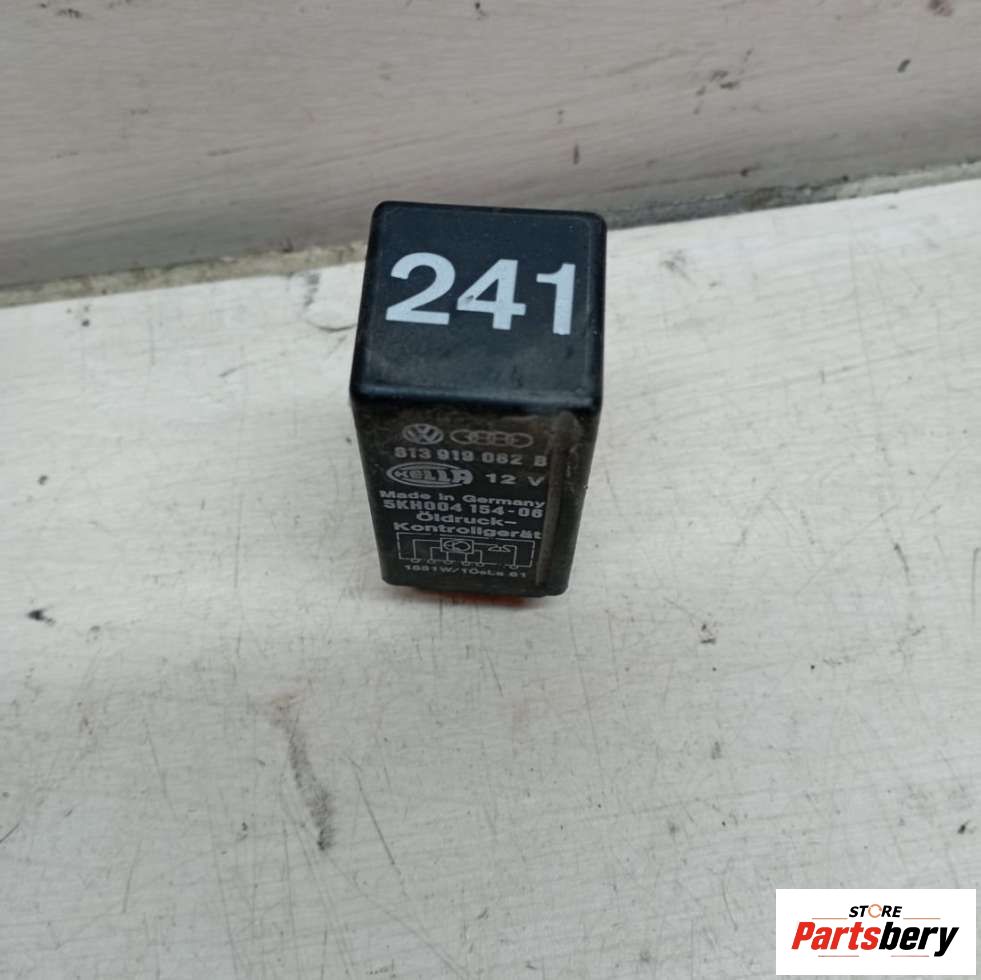 241
813 919 082 B
HELLA 12 V
Made in Germany
5KH004 154-06
Öldruck-
Kontrollgerät
STORE
Partsbery